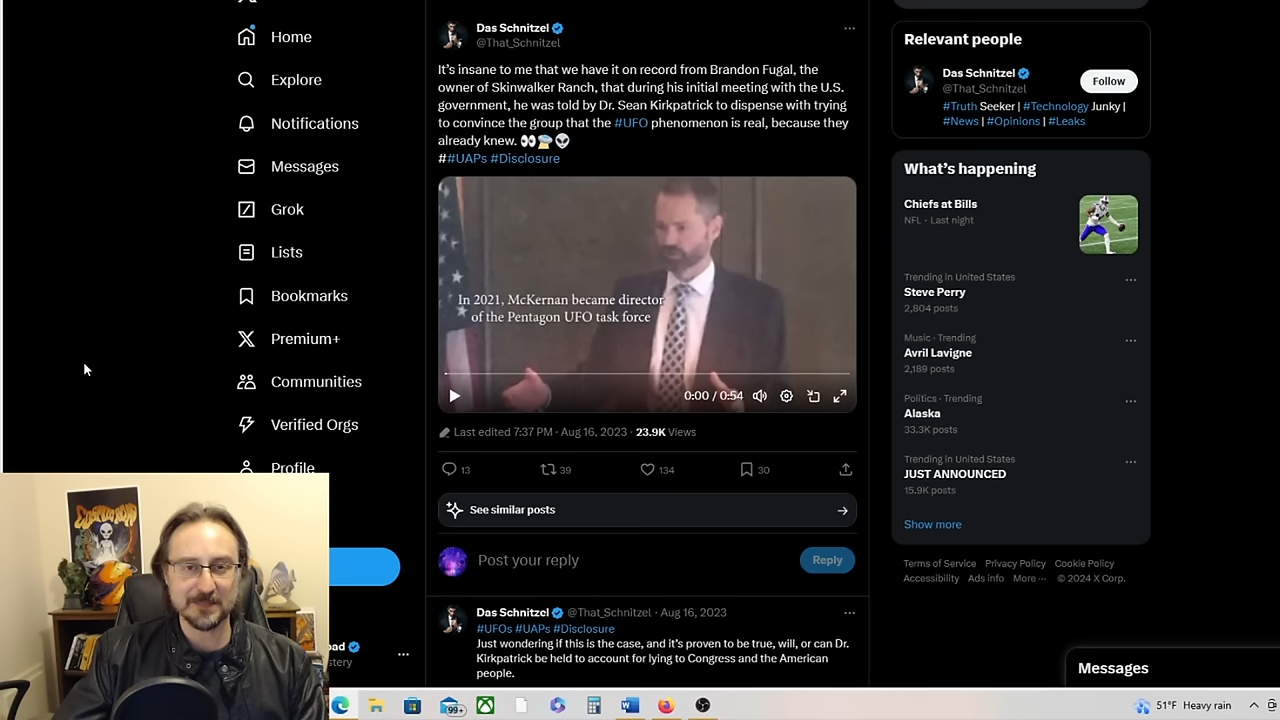 Home
Explore
Notifications
Messages
Grok
Lists
Bookmarks
Premium+
Communities
Verified Orgs
Profile
Das Schnitzel
@That_Schnitzel
It's insane to me that we have it on record from Brandon Fugal, the
owner of Skinwalker Ranch, that during his initial meeting with the U.S.
government, he was told by Dr. Sean Kirkpatrick to dispense with trying
to convince the group that the #UFO phenomenon is real, because they
already knew. 👀🛸👽
##UAPs #Disclosure
In 2021, McKernan became director
of the Pentagon UFO task force
0:00 / 0:54
Last edited 7:37 PM · Aug 16, 2023 · 23.9K Views
13 39 134 30
See similar posts
Post your reply
Reply
Das Schnitzel @That_Schnitzel · Aug 16, 2023
#UFOs #UAPs #Disclosure
Just wondering if this is the case, and it's proven to be true, will, or can Dr.
Kirkpatrick be held to account for lying to Congress and the American
people.
Relevant people
Das Schnitzel
@That_Schnitzel
Follow
#Truth Seeker | #Technology Junky |
#News | #Opinions | #Leaks
What's happening
Chiefs at Bills
NFL · Last night
Trending in United States
Steve Perry
2,804 posts
Music · Trending
Avril Lavigne
2,189 posts
Politics · Trending
Alaska
33.3K posts
Trending in United States
JUST ANNOUNCED
15.9K posts
Show more
Terms of Service Privacy Policy Cookie Policy
Accessibility Ads info More ··· © 2024 X Corp.
Messages
99+
51°F Heavy rain